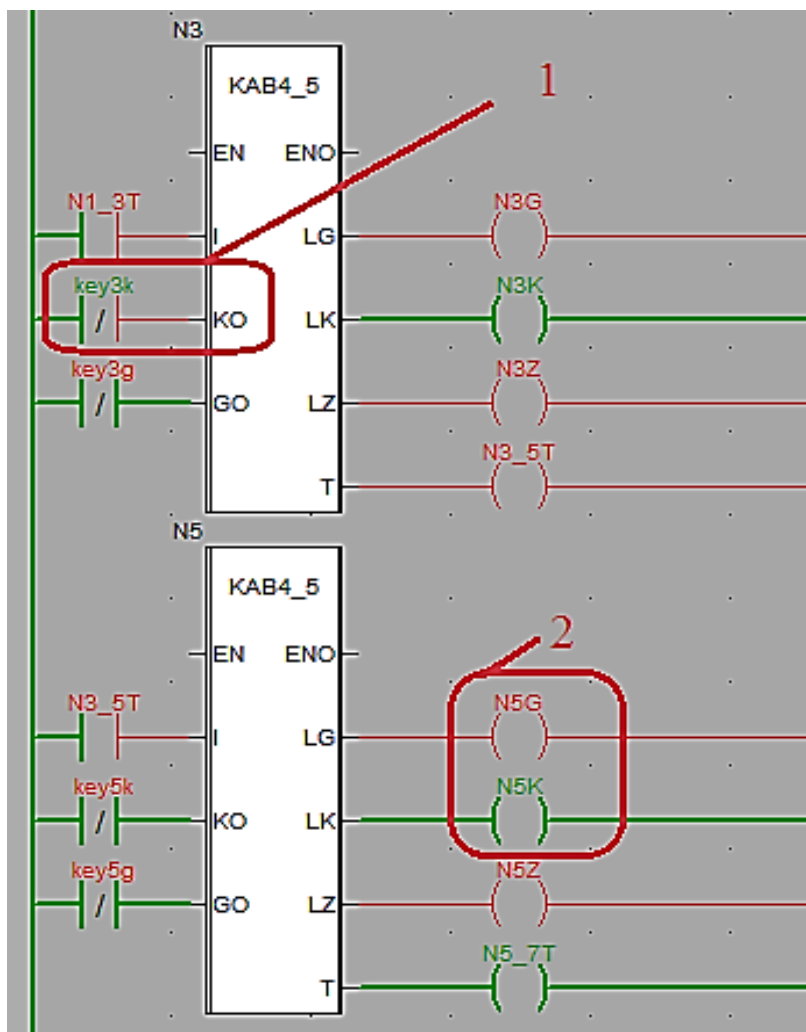 N3
KAB4_5
1
EN ENO
N1_3T N3G
I LG
key3k N3K
/ KO LK
key3g N3Z
/ GO LZ
N3_5T
T
N5
KAB4_5
2
EN ENO
N3_5T N5G
I LG
key5k N5K
/ KO LK
key5g N5Z
/ GO LZ
N5_7T
T